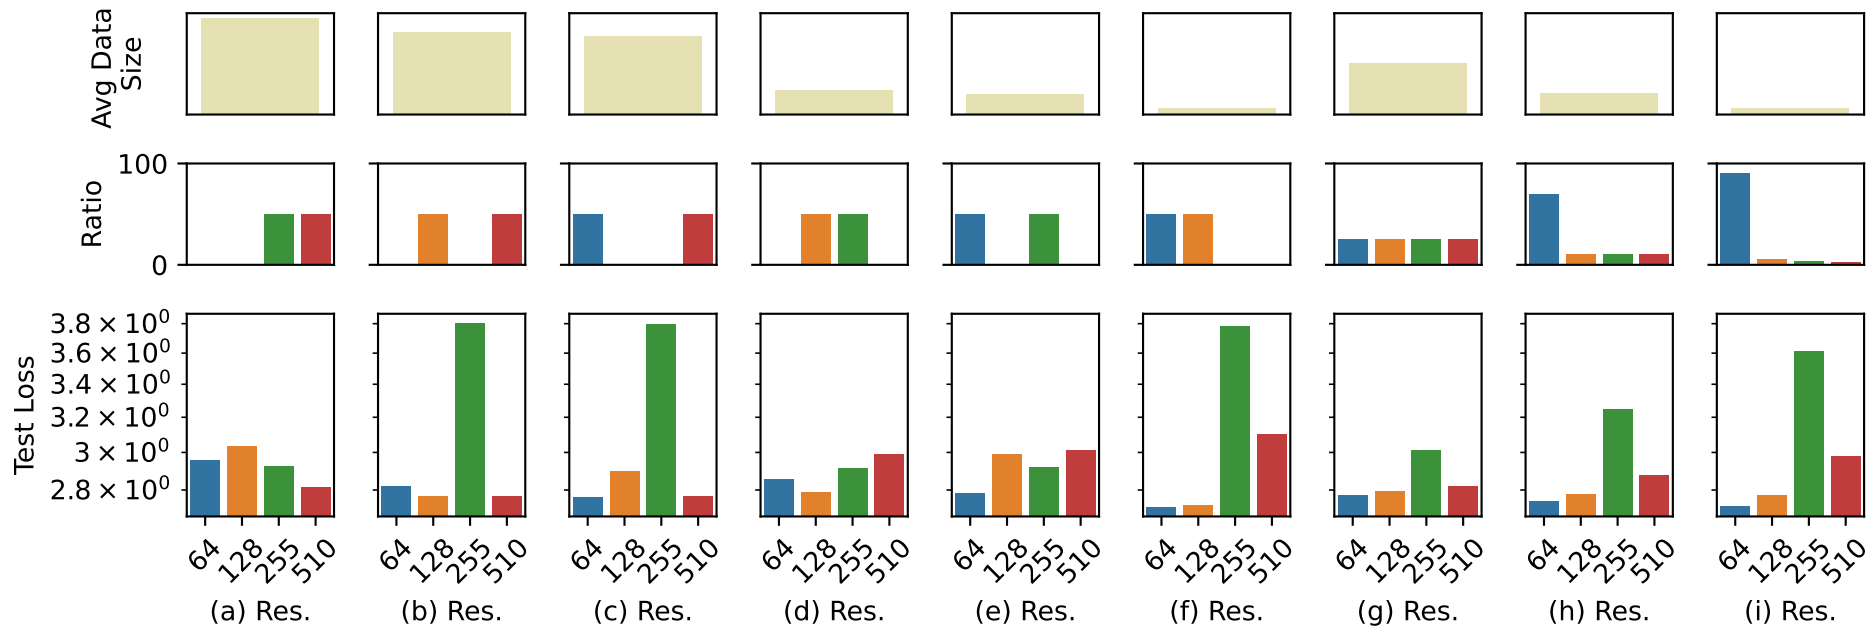 Avg Data
Size
100
Ratio
0
3.8 × 10⁰
3.6 × 10⁰
3.4 × 10⁰
3.2 × 10⁰
3 × 10⁰
2.8 × 10⁰
Test Loss
64 128 255 510 64 128 255 510 64 128 255 510 64 128 255 510 64 128 255 510 64 128 255 510 64 128 255 510 64 128 255 510 64 128 255 510
(a) Res. (b) Res. (c) Res. (d) Res. (e) Res. (f) Res. (g) Res. (h) Res. (i) Res.